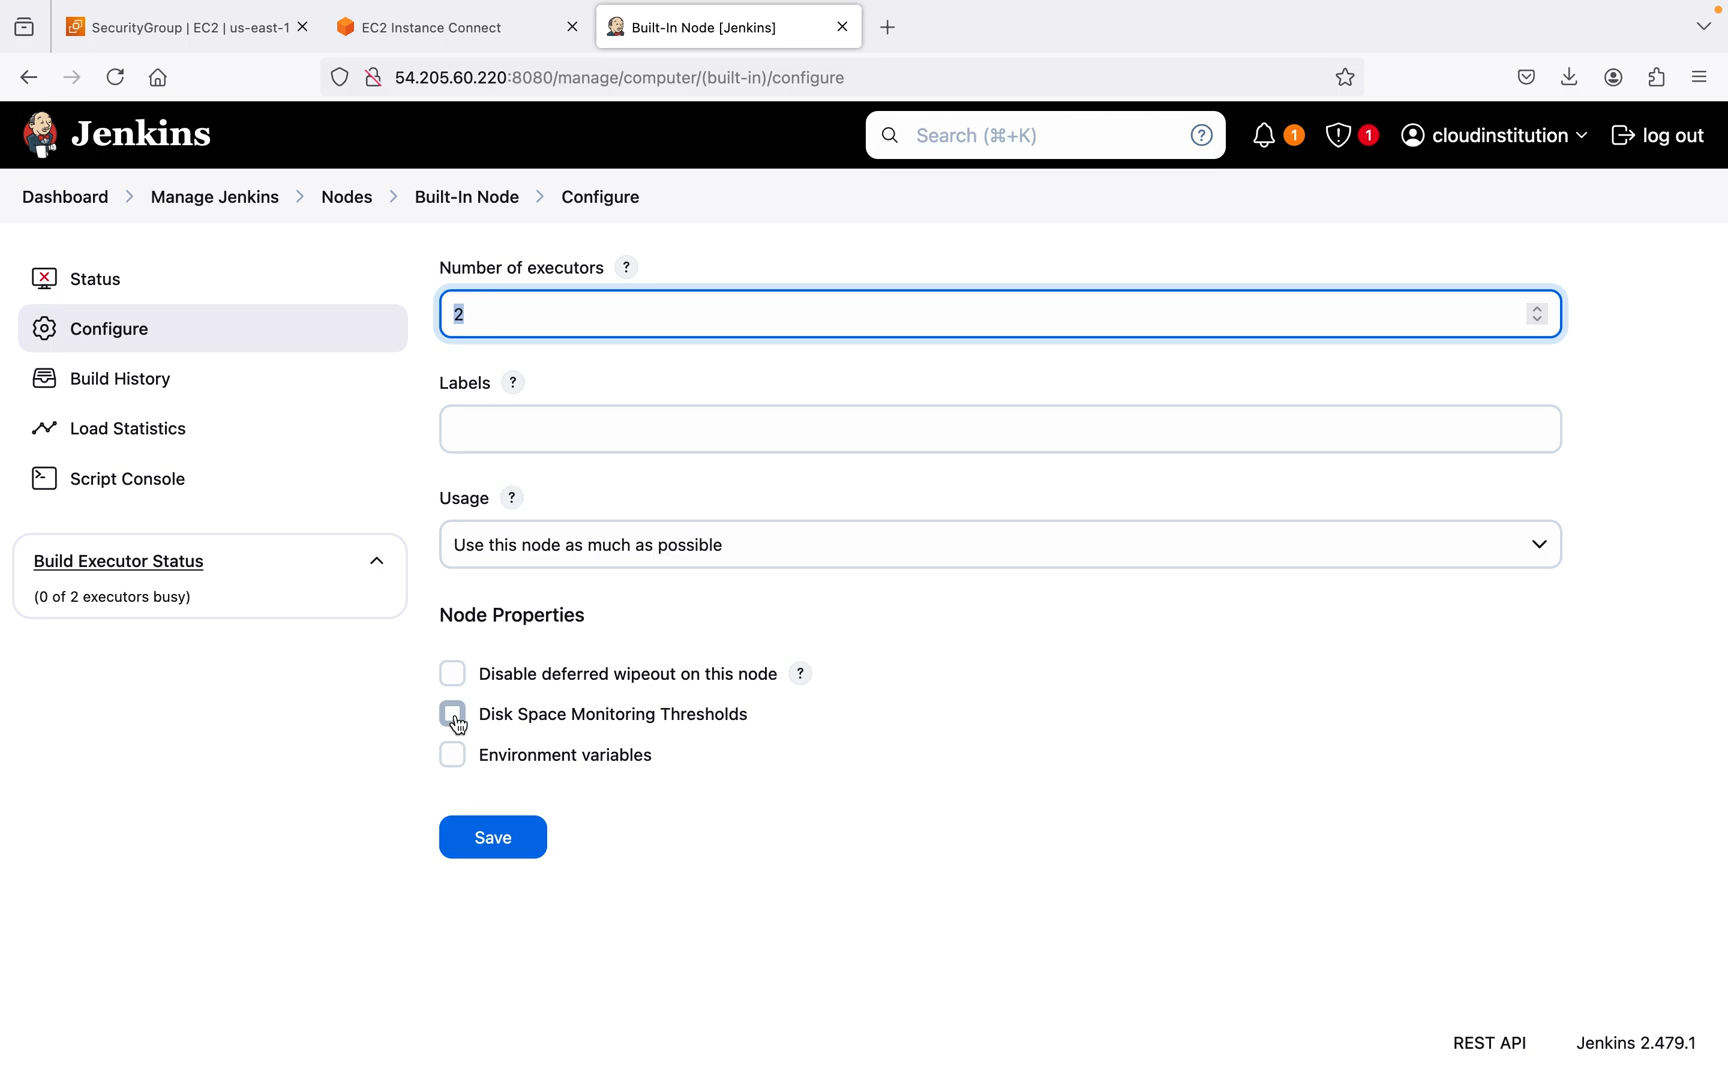 SecurityGroup | EC2 | us-east-1
EC2 Instance Connect
Built-In Node [Jenkins]
54.205.60.220:8080/manage/computer/(built-in)/configure
Jenkins
Search (⌘+K)
?
1
1
cloudinstitution
log out
Dashboard > Manage Jenkins > Nodes > Built-In Node > Configure
Status
Configure
Build History
Load Statistics
Script Console
Build Executor Status
(0 of 2 executors busy)
Number of executors ?
2
Labels ?
Usage ?
Use this node as much as possible
Node Properties
Disable deferred wipeout on this node ?
Disk Space Monitoring Thresholds
Environment variables
Save
REST API Jenkins 2.479.1